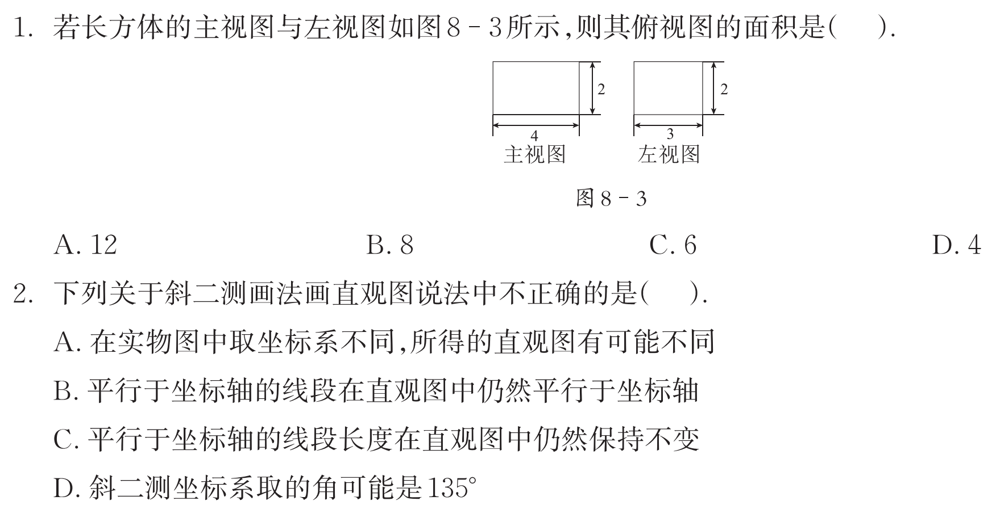 1. 若长方体的主视图与左视图如图8-3所示,则其俯视图的面积是(    ).
2 2
4 3
主视图 左视图
图8-3
A. 12 B. 8 C. 6 D. 4
2. 下列关于斜二测画法画直观图说法中不正确的是(    ).
A. 在实物图中取坐标系不同,所得的直观图有可能不同
B. 平行于坐标轴的线段在直观图中仍然平行于坐标轴
C. 平行于坐标轴的线段长度在直观图中仍然保持不变
D. 斜二测坐标系取的角可能是135°